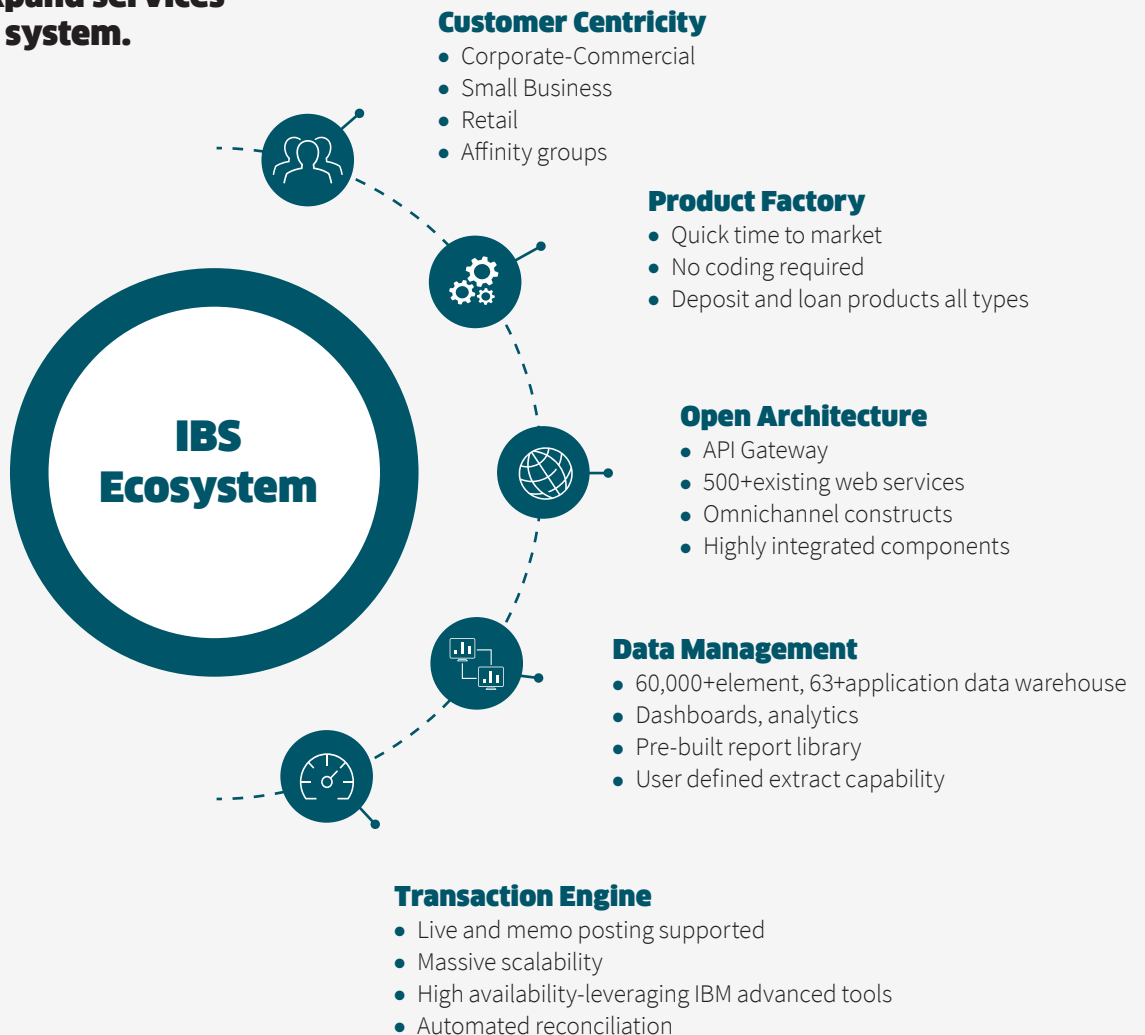 services
system.
Customer Centricity
• Corporate-Commercial
• Small Business
• Retail
• Affinity groups
Product Factory
• Quick time to market
• No coding required
• Deposit and loan products all types
IBS
Ecosystem
Open Architecture
• API Gateway
• 500+existing web services
• Omnichannel constructs
• Highly integrated components
Data Management
• 60,000+element, 63+application data warehouse
• Dashboards, analytics
• Pre-built report library
• User defined extract capability
Transaction Engine
• Live and memo posting supported
• Massive scalability
• High availability-leveraging IBM advanced tools
• Automated reconciliation